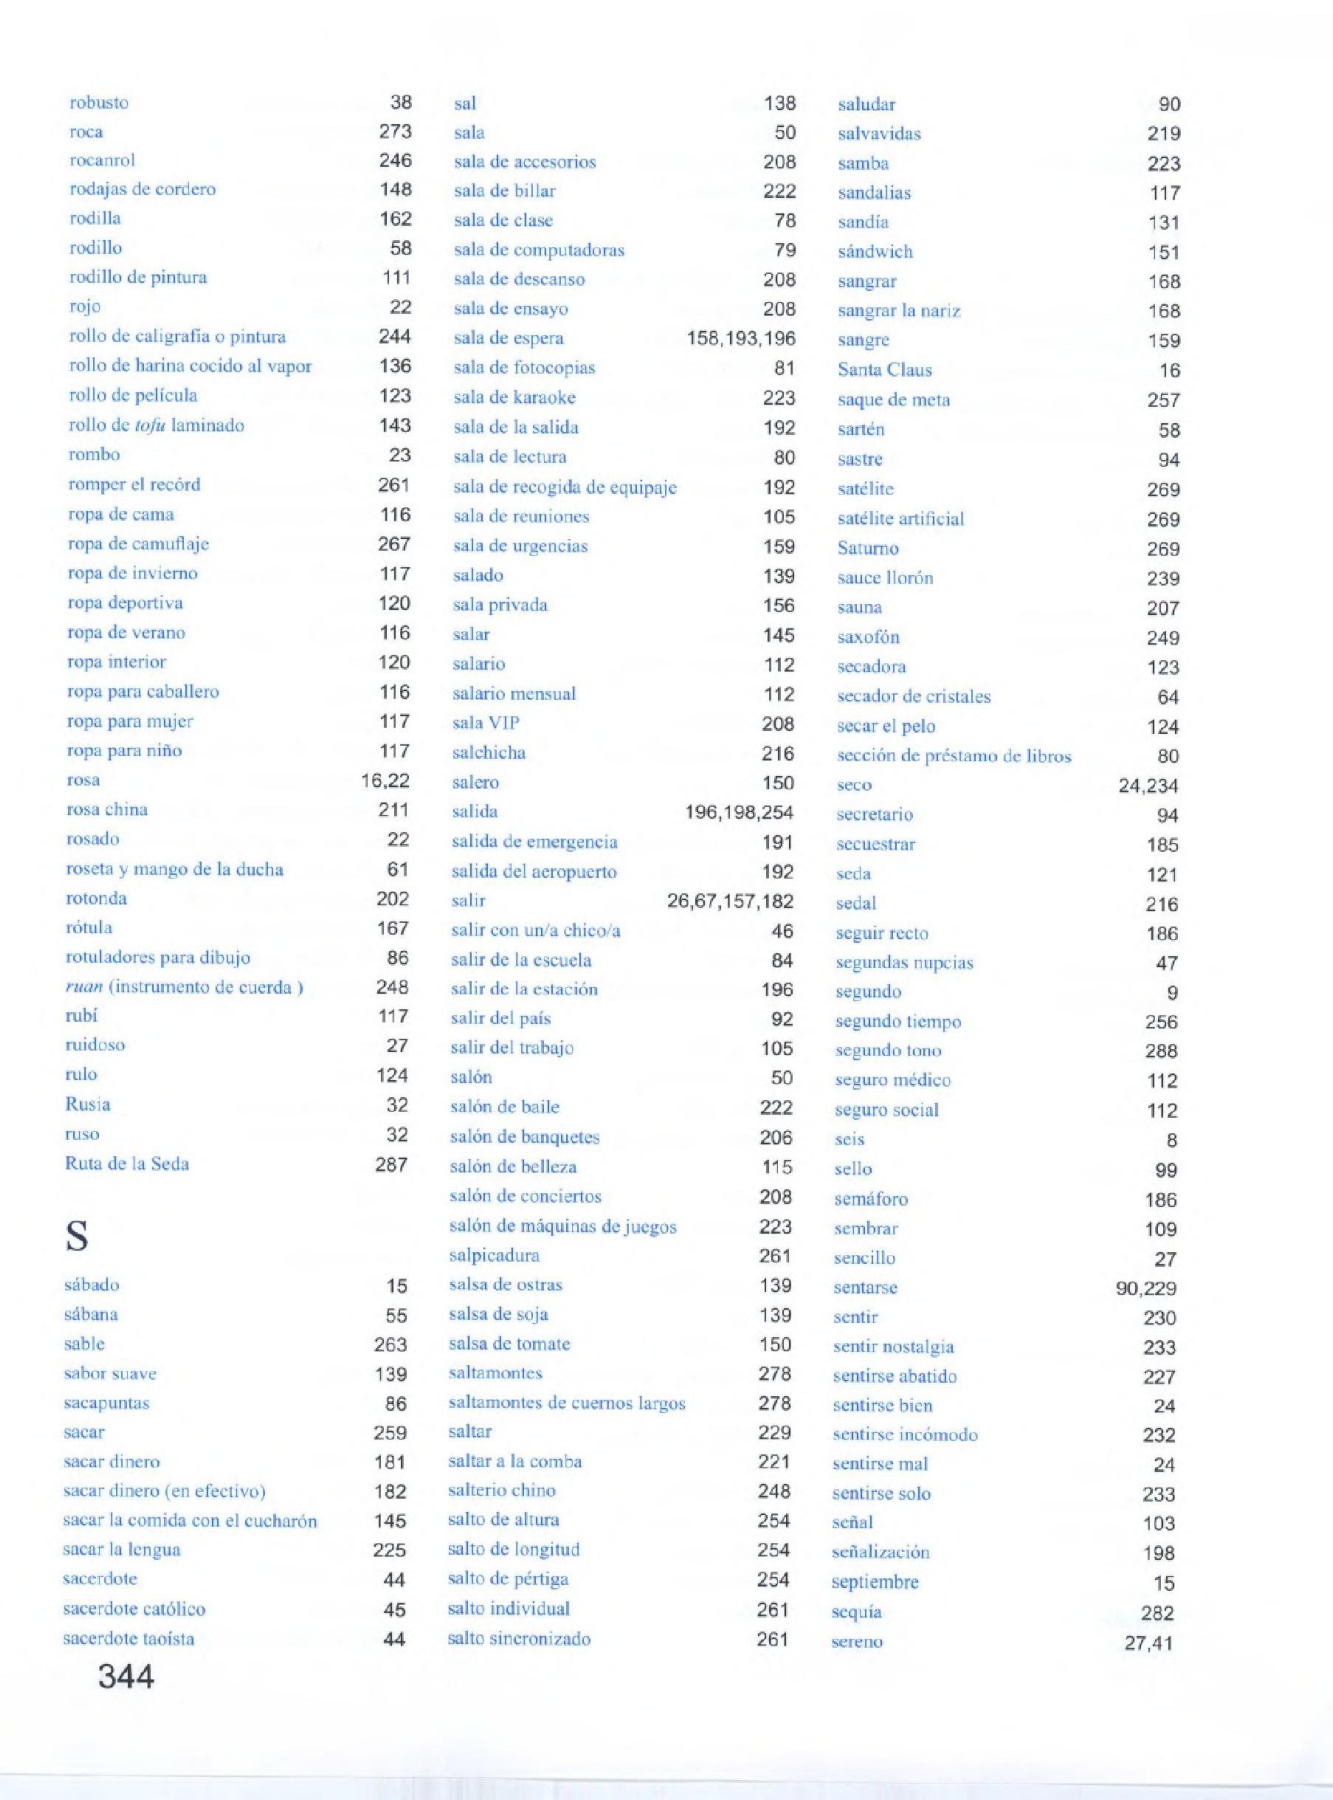 robusto 38
roca 273
rocanrol 246
rodajas de cordero 148
rodilla 162
rodillo 58
rodillo de pintura 111
rojo 22
rollo de caligrafía o pintura 244
rollo de harina cocido al vapor 136
rollo de película 123
rollo de tofu laminado 143
rombo 23
romper el recórd 261
ropa de cama 116
ropa de camuflaje 267
ropa de invierno 117
ropa deportiva 120
ropa de verano 116
ropa interior 120
ropa para caballero 116
ropa para mujer 117
ropa para niño 117
rosa 16,22
rosa china 211
rosado 22
roseta y mango de la ducha 61
rotonda 202
rótula 167
rotuladores para dibujo 86
ruan (instrumento de cuerda ) 248
rubí 117
ruidoso 27
rulo 124
Rusia 32
ruso 32
Ruta de la Seda 287
S
sábado 15
sábana 55
sable 263
sabor suave 139
sacapuntas 86
sacar 259
sacar dinero 181
sacar dinero (en efectivo) 182
sacar la comida con el cucharón 145
sacar la lengua 225
sacerdote 44
sacerdote católico 45
sacerdote taoísta 44
sal 138
sala 50
sala de accesorios 208
sala de billar 222
sala de clase 78
sala de computadoras 79
sala de descanso 208
sala de ensayo 208
sala de espera 158,193,196
sala de fotocopias 81
sala de karaoke 223
sala de la salida 192
sala de lectura 80
sala de recogida de equipaje 192
sala de reuniones 105
sala de urgencias 159
salado 139
sala privada 156
salar 145
salario 112
salario mensual 112
sala VIP 208
salchicha 216
salero 150
salida 196,198,254
salida de emergencia 191
salida del aeropuerto 192
salir 26,67,157,182
salir con un/a chico/a 46
salir de la escuela 84
salir de la estación 196
salir del país 92
salir del trabajo 105
salón 50
salón de baile 222
salón de banquetes 206
salón de belleza 115
salón de conciertos 208
salón de máquinas de juegos 223
salpicadura 261
salsa de ostras 139
salsa de soja 139
salsa de tomate 150
saltamontes 278
saltamontes de cuernos largos 278
saltar 229
saltar a la comba 221
salterio chino 248
salto de altura 254
salto de longitud 254
salto de pértiga 254
salto individual 261
salto sincronizado 261
saludar 90
salvavidas 219
samba 223
sandalias 117
sandía 131
sándwich 151
sangrar 168
sangrar la nariz 168
sangre 159
Santa Claus 16
saque de meta 257
sartén 58
sastre 94
satélite 269
satélite artificial 269
Saturno 269
sauce llorón 239
sauna 207
saxofón 249
secadora 123
secador de cristales 64
secar el pelo 124
sección de préstamo de libros 80
seco 24,234
secretario 94
secuestrar 185
seda 121
sedal 216
seguir recto 186
segundas nupcias 47
segundo 9
segundo tiempo 256
segundo tono 288
seguro médico 112
seguro social 112
seis 8
sello 99
semáforo 186
sembrar 109
sencillo 27
sentarse 90,229
sentir 230
sentir nostalgia 233
sentirse abatido 227
sentirse bien 24
sentirse incómodo 232
sentirse mal 24
sentirse solo 233
señal 103
señalización 198
septiembre 15
sequía 282
sereno 27,41
344